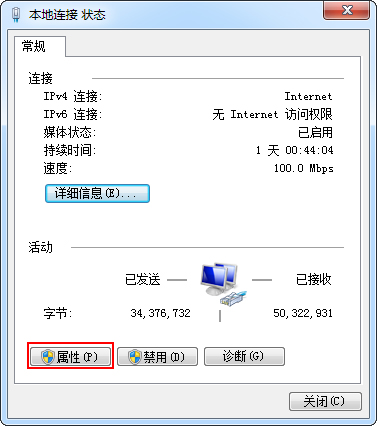 本地连接 状态
常规
连接
IPv4 连接: Internet
IPv6 连接: 无 Internet 访问权限
媒体状态: 已启用
持续时间: 1 天 00:44:04
速度: 100.0 Mbps
详细信息(E)...
活动
已发送 已接收
字节: 34,376,732 50,322,931
属性(P) 禁用(D) 诊断(G)
关闭(C)